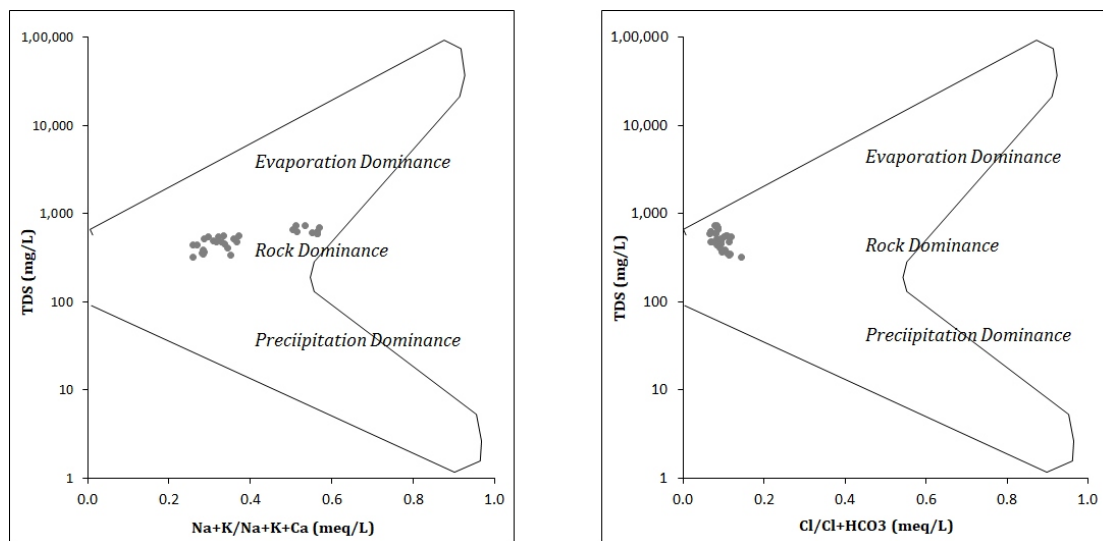 1,00,000
10,000
1,000
100
10
1
TDS (mg/L)
Evaporation Dominance
Rock Dominance
Preciipitation Dominance
0.0 0.2 0.4 0.6 0.8 1.0
Na+K/Na+K+Ca (meq/L)
1,00,000
10,000
1,000
100
10
1
TDS (mg/L)
Evaporation Dominance
Rock Dominance
Preciipitation Dominance
0.0 0.2 0.4 0.6 0.8 1.0
Cl/Cl+HCO3 (meq/L)